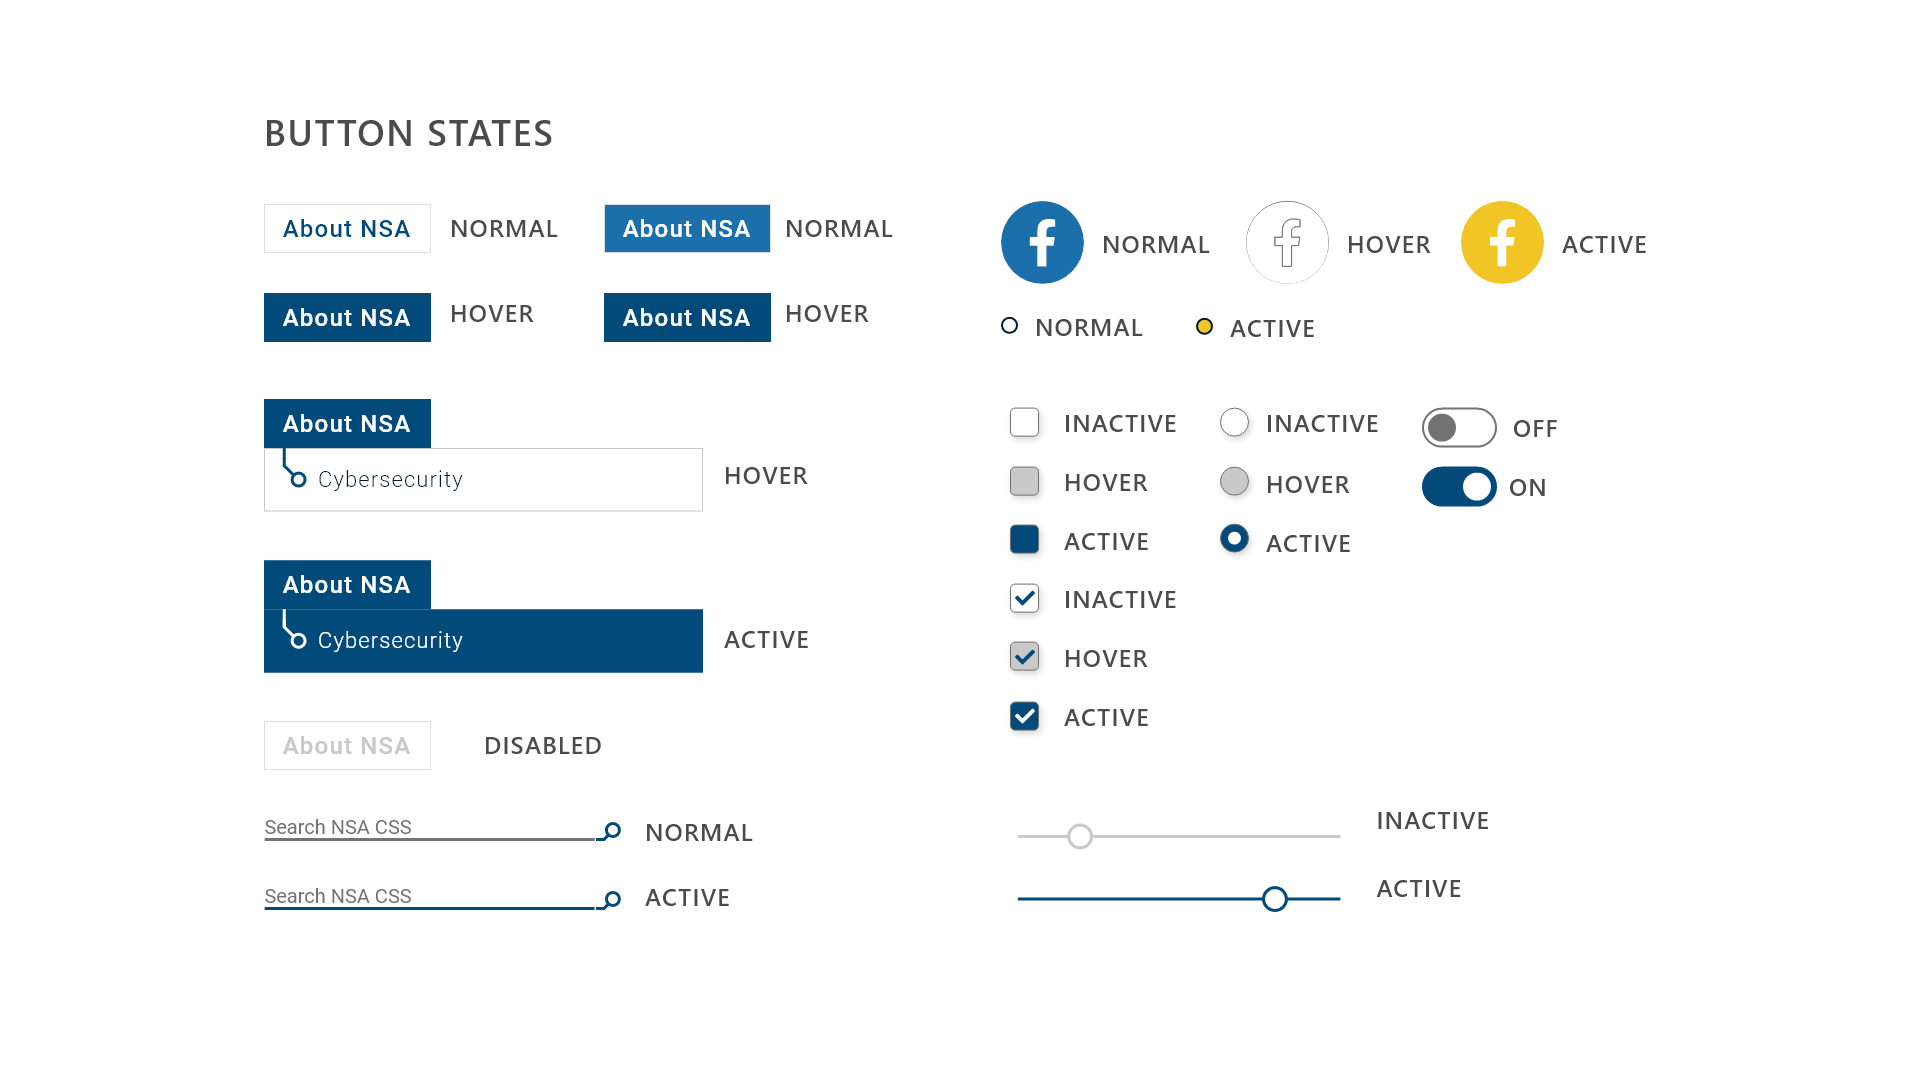 BUTTON STATES
About NSA NORMAL About NSA NORMAL
About NSA HOVER About NSA HOVER
About NSA
Cybersecurity HOVER
About NSA
Cybersecurity ACTIVE
About NSA DISABLED
Search NSA CSS NORMAL
Search NSA CSS ACTIVE
f NORMAL f HOVER f ACTIVE
NORMAL ACTIVE
INACTIVE INACTIVE OFF
HOVER HOVER ON
ACTIVE ACTIVE
INACTIVE
HOVER
ACTIVE
INACTIVE
ACTIVE